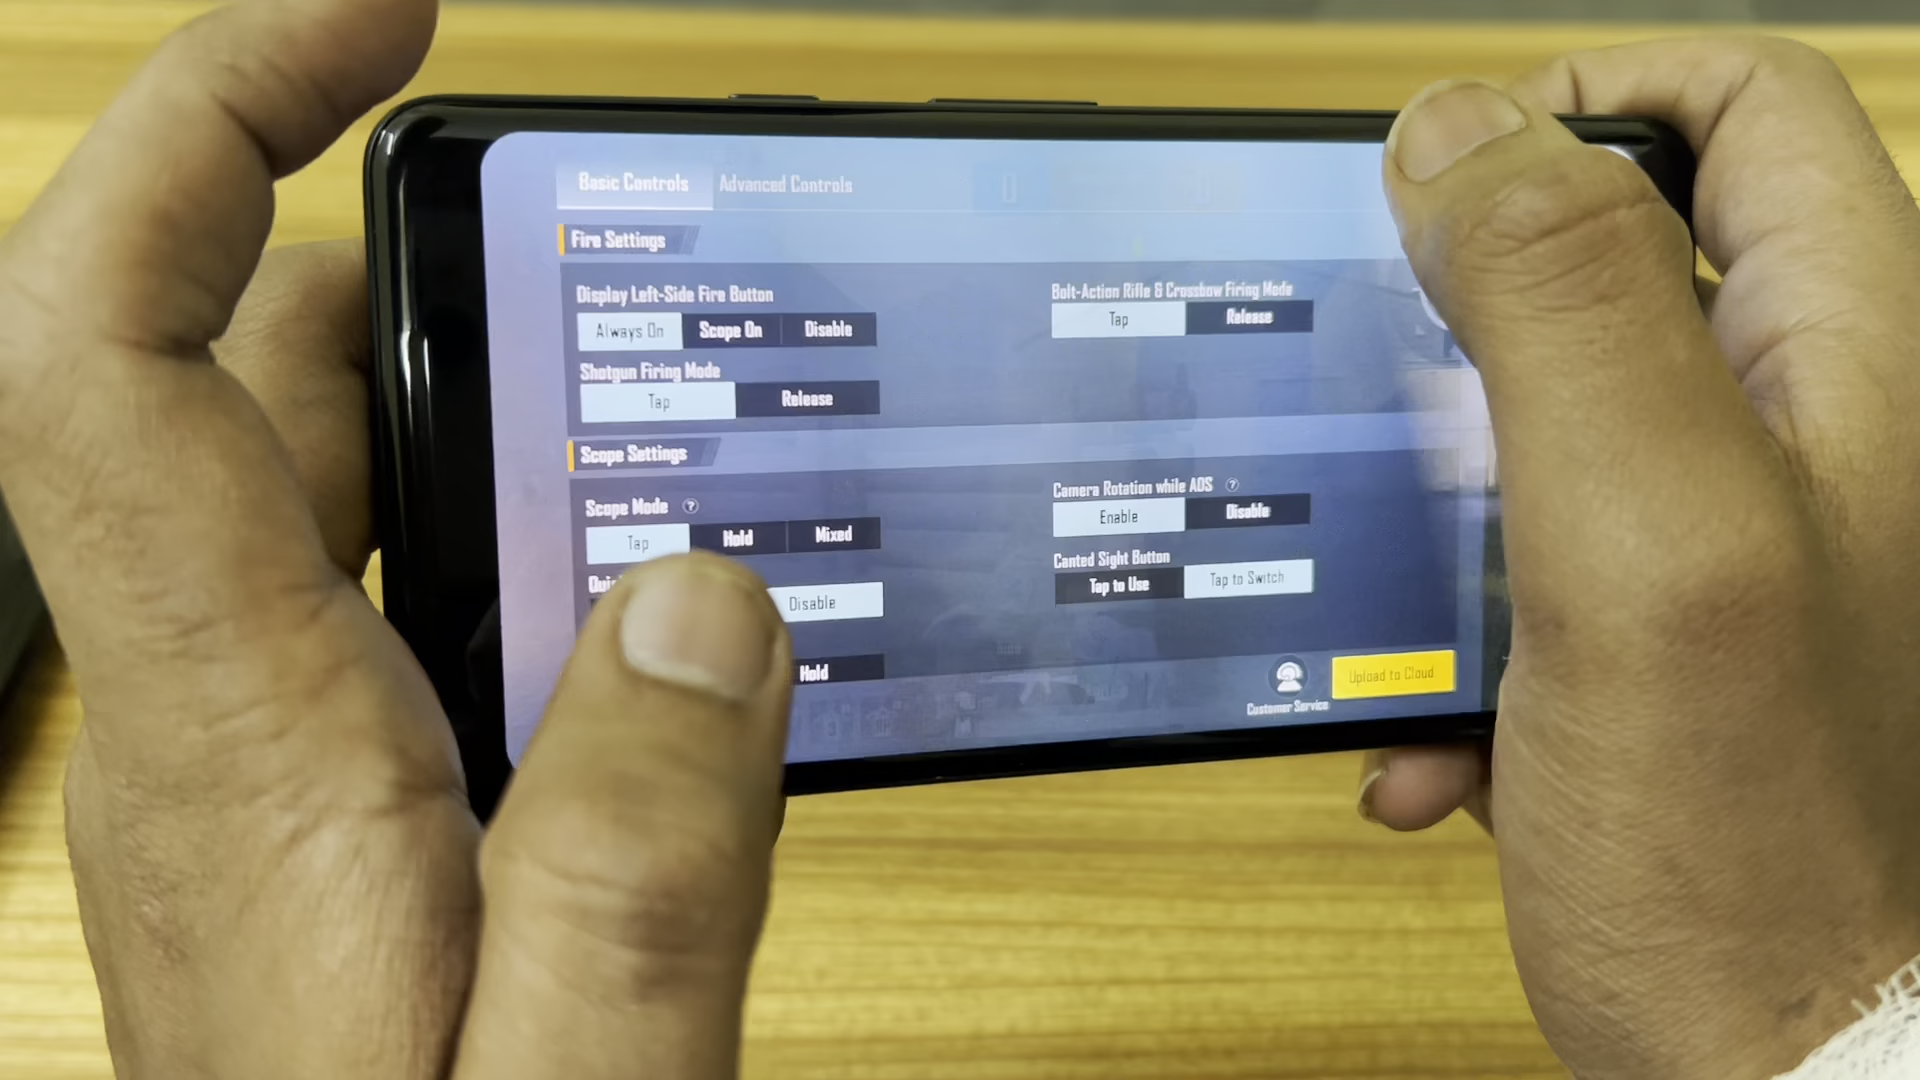 Basic Controls Advanced Controls
Fire Settings
Display Left-Side Fire Button
Always On Scope On Disable
Bolt-Action Rifle & Crossbow Firing Mode
Tap Release
Shotgun Firing Mode
Tap Release
Scope Settings
Scope Mode ?
Tap Hold Mixed
Camera Rotation while ADS ?
Enable Disable
Disable
Canted Sight Button
Tap to Use Tap to Switch
Hold
Customer Service
Upload to Cloud